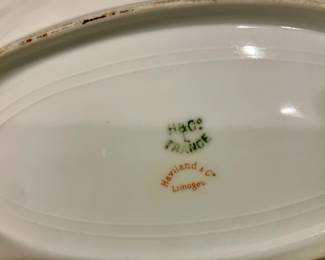 H&Cº
L
FRANCE
Haviland & Cº
Limoges